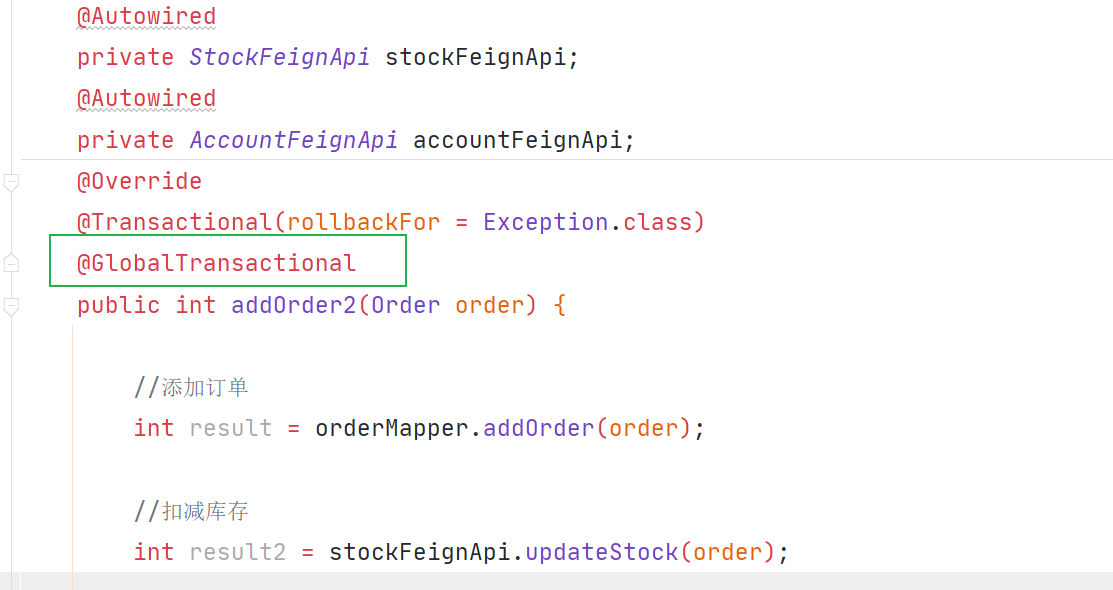 @Autowired
private StockFeignApi stockFeignApi;
@Autowired
private AccountFeignApi accountFeignApi;
@Override
@Transactional(rollbackFor = Exception.class)
@GlobalTransactional
public int addOrder2(Order order) {
//添加订单
int result = orderMapper.addOrder(order);
//扣减库存
int result2 = stockFeignApi.updateStock(order);